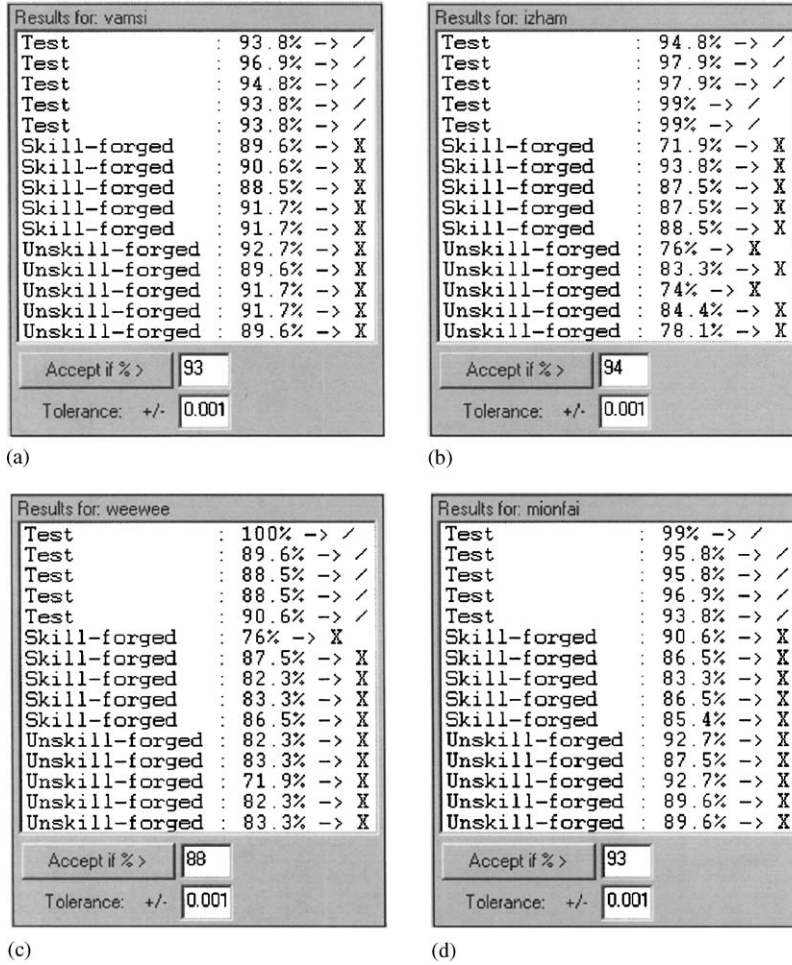 Results for: vamsi
Test : 93.8% -> /
Test : 96.9% -> /
Test : 94.8% -> /
Test : 93.8% -> /
Test : 93.8% -> /
Skill-forged : 89.6% -> X
Skill-forged : 90.6% -> X
Skill-forged : 88.5% -> X
Skill-forged : 91.7% -> X
Skill-forged : 91.7% -> X
Unskill-forged : 92.7% -> X
Unskill-forged : 89.6% -> X
Unskill-forged : 91.7% -> X
Unskill-forged : 91.7% -> X
Unskill-forged : 89.6% -> X
Accept if % > 93
Tolerance: +/- 0.001
(a)
Results for: izham
Test : 94.8% -> /
Test : 97.9% -> /
Test : 97.9% -> /
Test : 99% -> /
Test : 99% -> /
Skill-forged : 71.9% -> X
Skill-forged : 93.8% -> X
Skill-forged : 87.5% -> X
Skill-forged : 87.5% -> X
Skill-forged : 88.5% -> X
Unskill-forged : 76% -> X
Unskill-forged : 83.3% -> X
Unskill-forged : 74% -> X
Unskill-forged : 84.4% -> X
Unskill-forged : 78.1% -> X
Accept if % > 94
Tolerance: +/- 0.001
(b)
Results for: weewee
Test : 100% -> /
Test : 89.6% -> /
Test : 88.5% -> /
Test : 88.5% -> /
Test : 90.6% -> /
Skill-forged : 76% -> X
Skill-forged : 87.5% -> X
Skill-forged : 82.3% -> X
Skill-forged : 83.3% -> X
Skill-forged : 86.5% -> X
Unskill-forged : 82.3% -> X
Unskill-forged : 83.3% -> X
Unskill-forged : 71.9% -> X
Unskill-forged : 82.3% -> X
Unskill-forged : 83.3% -> X
Accept if % > 88
Tolerance: +/- 0.001
(c)
Results for: mionfai
Test : 99% -> /
Test : 95.8% -> /
Test : 95.8% -> /
Test : 96.9% -> /
Test : 93.8% -> /
Skill-forged : 90.6% -> X
Skill-forged : 86.5% -> X
Skill-forged : 83.3% -> X
Skill-forged : 86.5% -> X
Skill-forged : 85.4% -> X
Unskill-forged : 92.7% -> X
Unskill-forged : 87.5% -> X
Unskill-forged : 92.7% -> X
Unskill-forged : 89.6% -> X
Unskill-forged : 89.6% -> X
Accept if % > 93
Tolerance: +/- 0.001
(d)